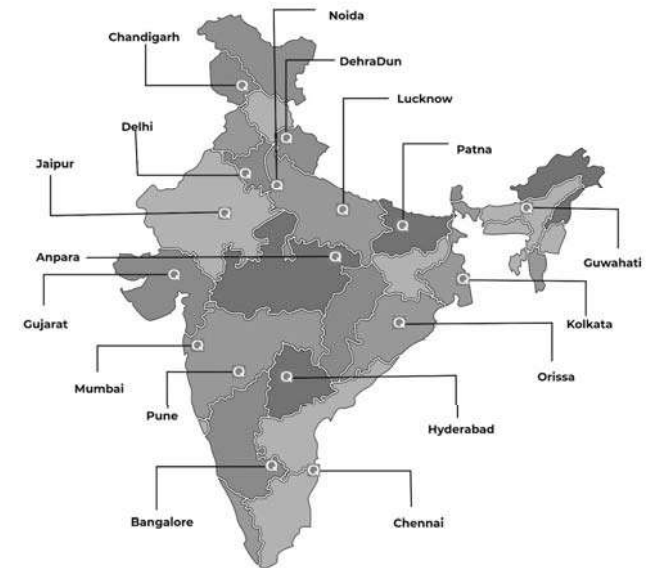 Noida
Chandigarh
DehraDun
Lucknow
Delhi
Patna
Jaipur
Anpara
Guwahati
Gujarat
Kolkata
Orissa
Mumbai
Pune
Hyderabad
Bangalore
Chennai